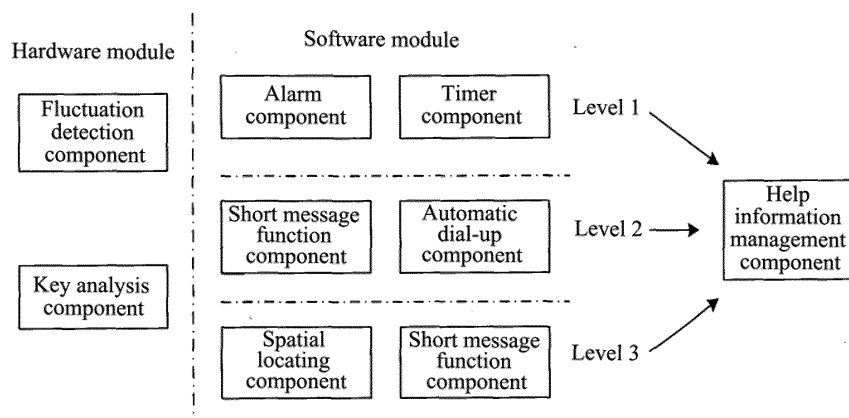 Hardware module
Fluctuation
detection
component
Key analysis
component
Software module
Alarm
component
Timer
component
Level 1
Short message
function
component
Automatic
dial-up
component
Level 2
Spatial
locating
component
Short message
function
component
Level 3
Help
information
management
component